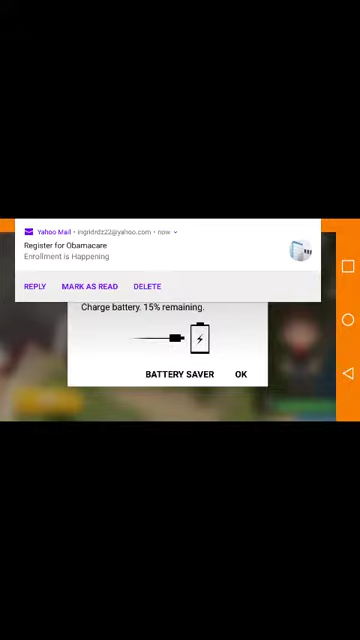 Yahoo Mail • ingridrdz22@yahoo.com • now
Register for Obamacare
Enrollment is Happening
REPLY MARK AS READ DELETE
Charge battery. 15% remaining.
BATTERY SAVER OK